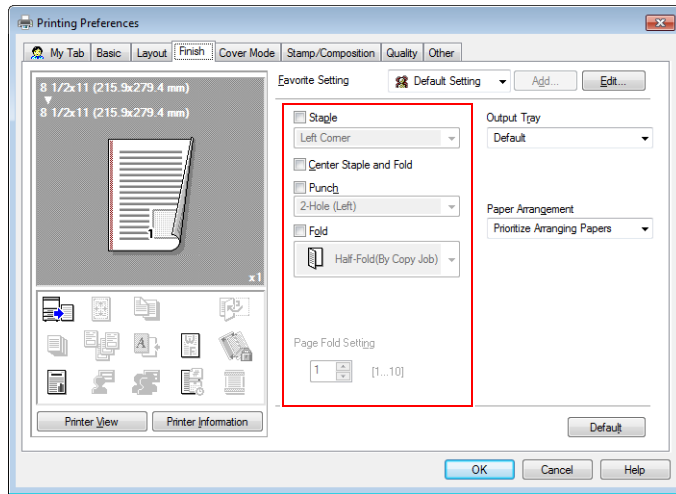 Printing Preferences
My Tab Basic Layout Finish Cover Mode Stamp/Composition Quality Other
8 1/2x11 (215.9x279.4 mm)
8 1/2x11 (215.9x279.4 mm)
1
x1
Favorite Setting Default Setting Add... Edit...
Staple
Left Corner
Center Staple and Fold
Punch
2-Hole (Left)
Fold
Half-Fold(By Copy Job)
Page Fold Setting
1 [1...10]
Output Tray
Default
Paper Arrangement
Prioritize Arranging Papers
Printer View Printer Information
Default
OK Cancel Help